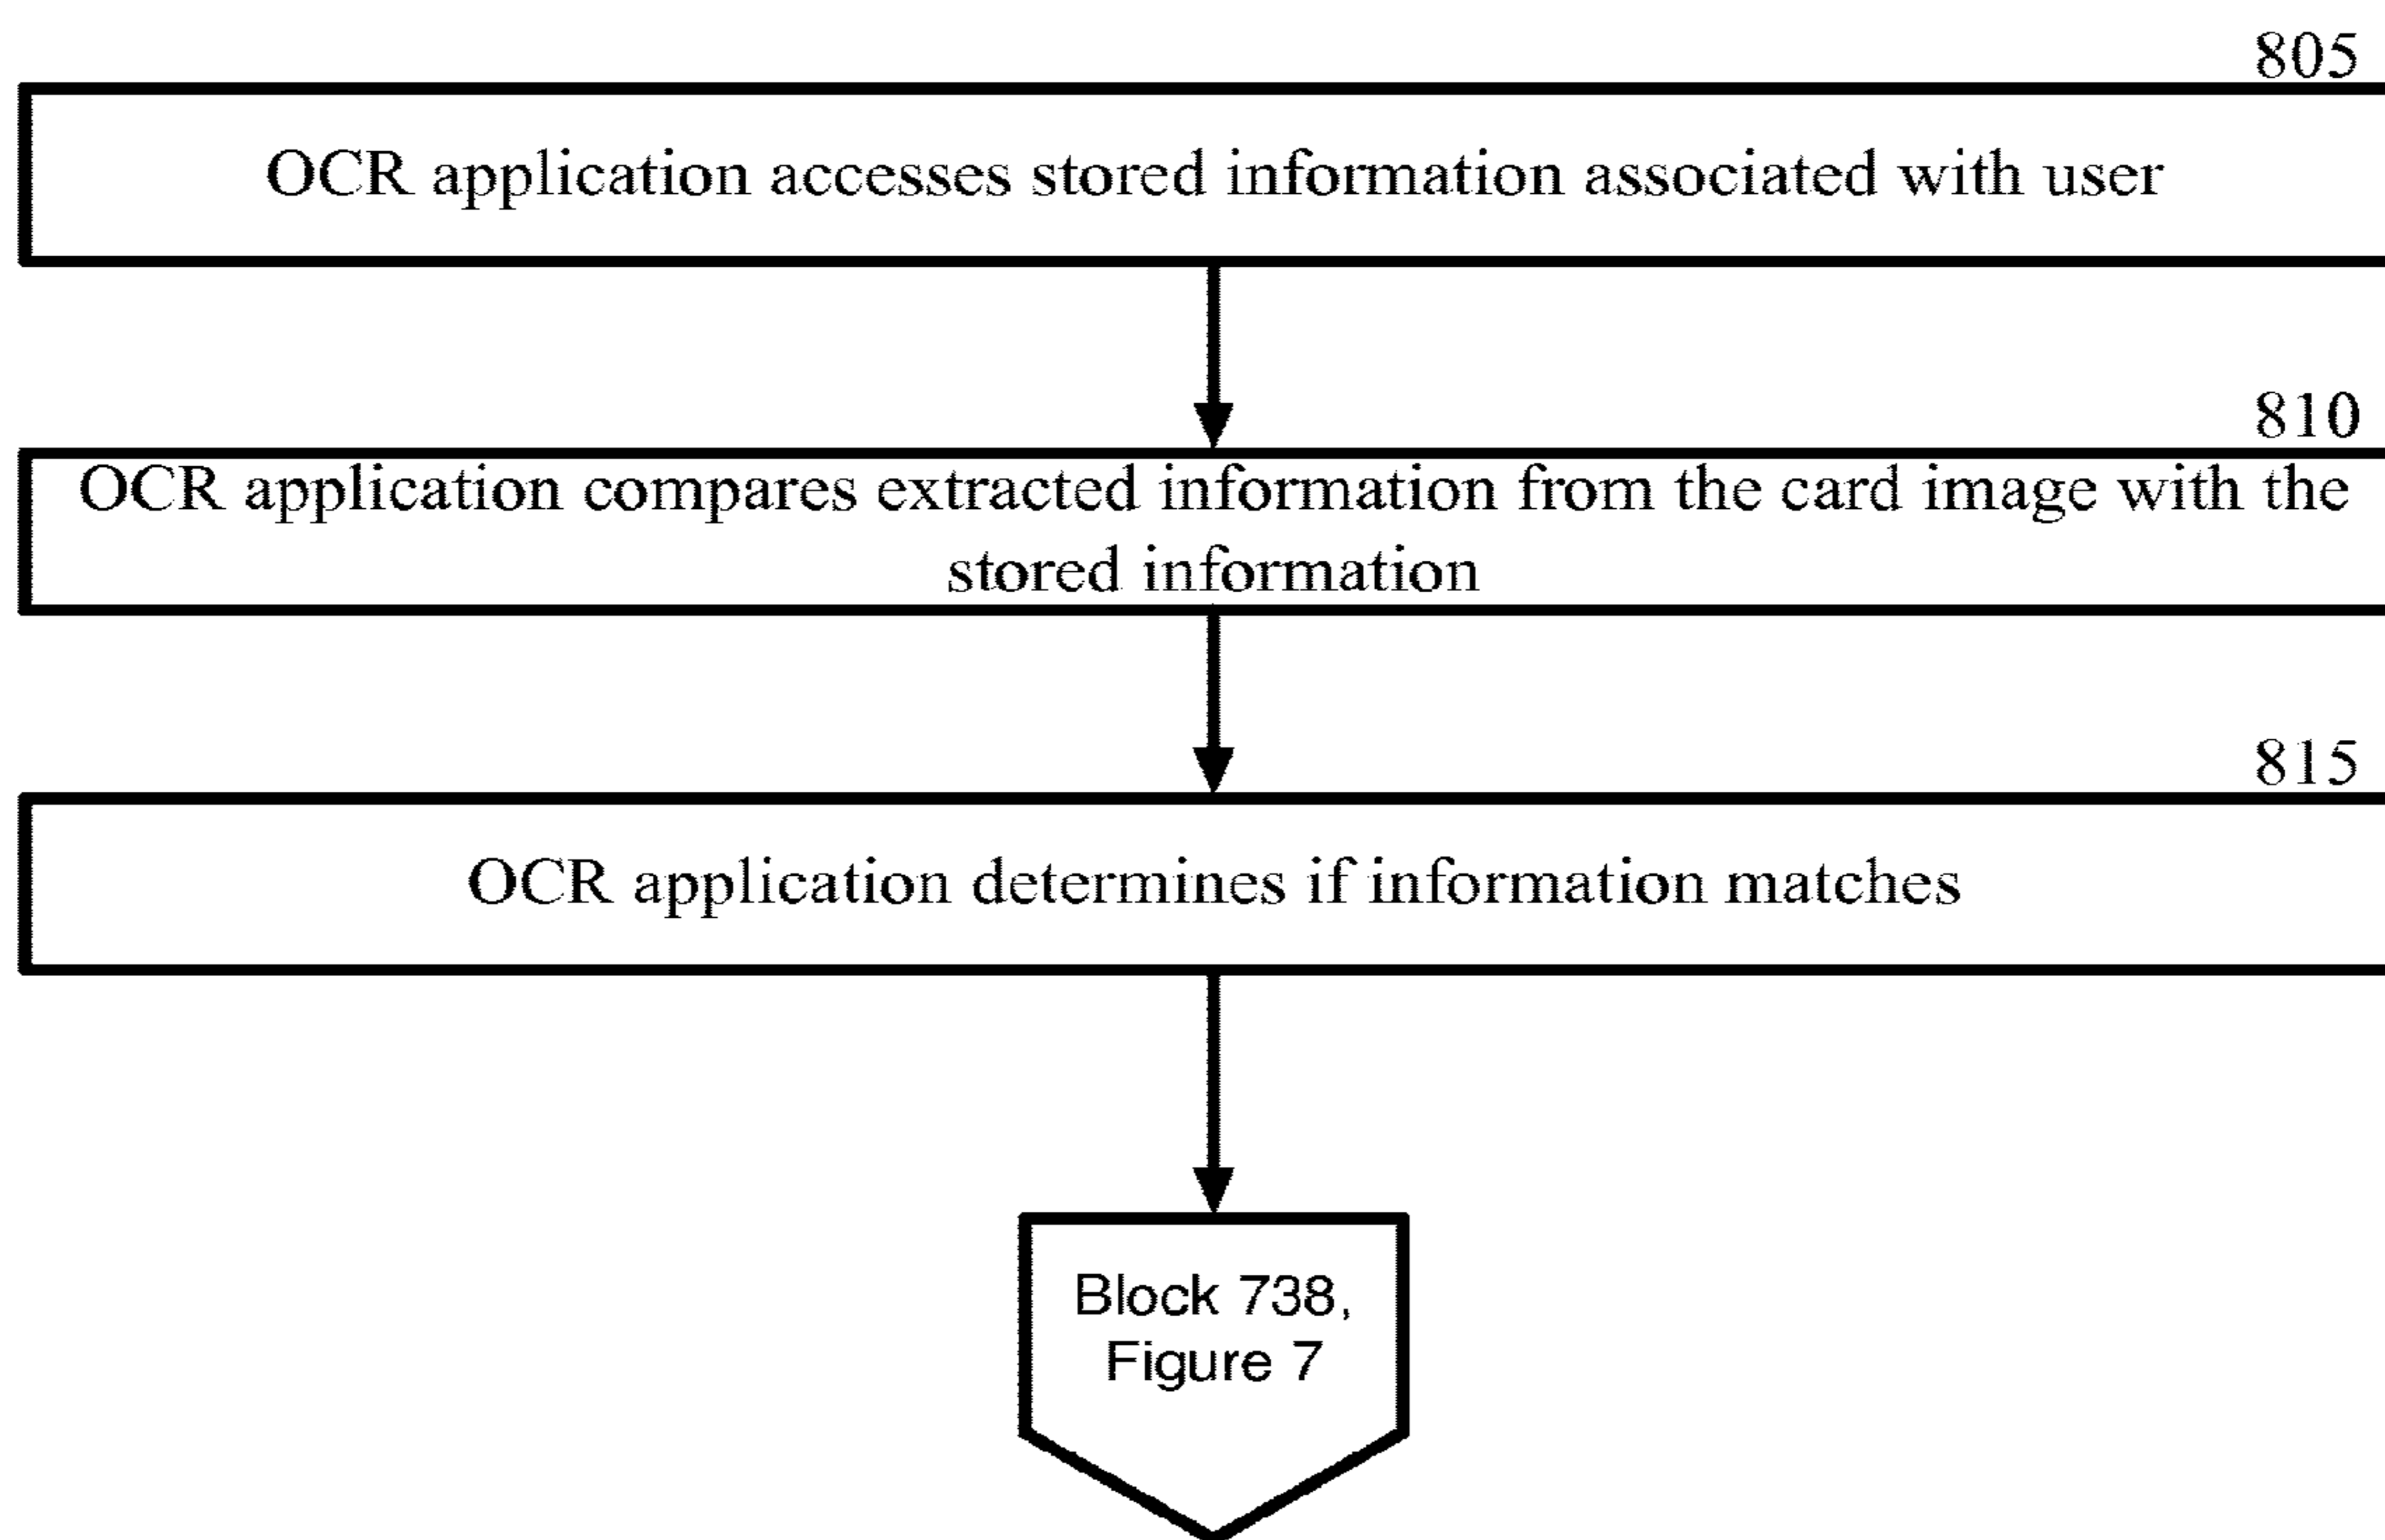 805
OCR application accesses stored information associated with user
810
OCR application compares extracted information from the card image with the
stored information
815
OCR application determines if information matches
Block 738,
Figure 7